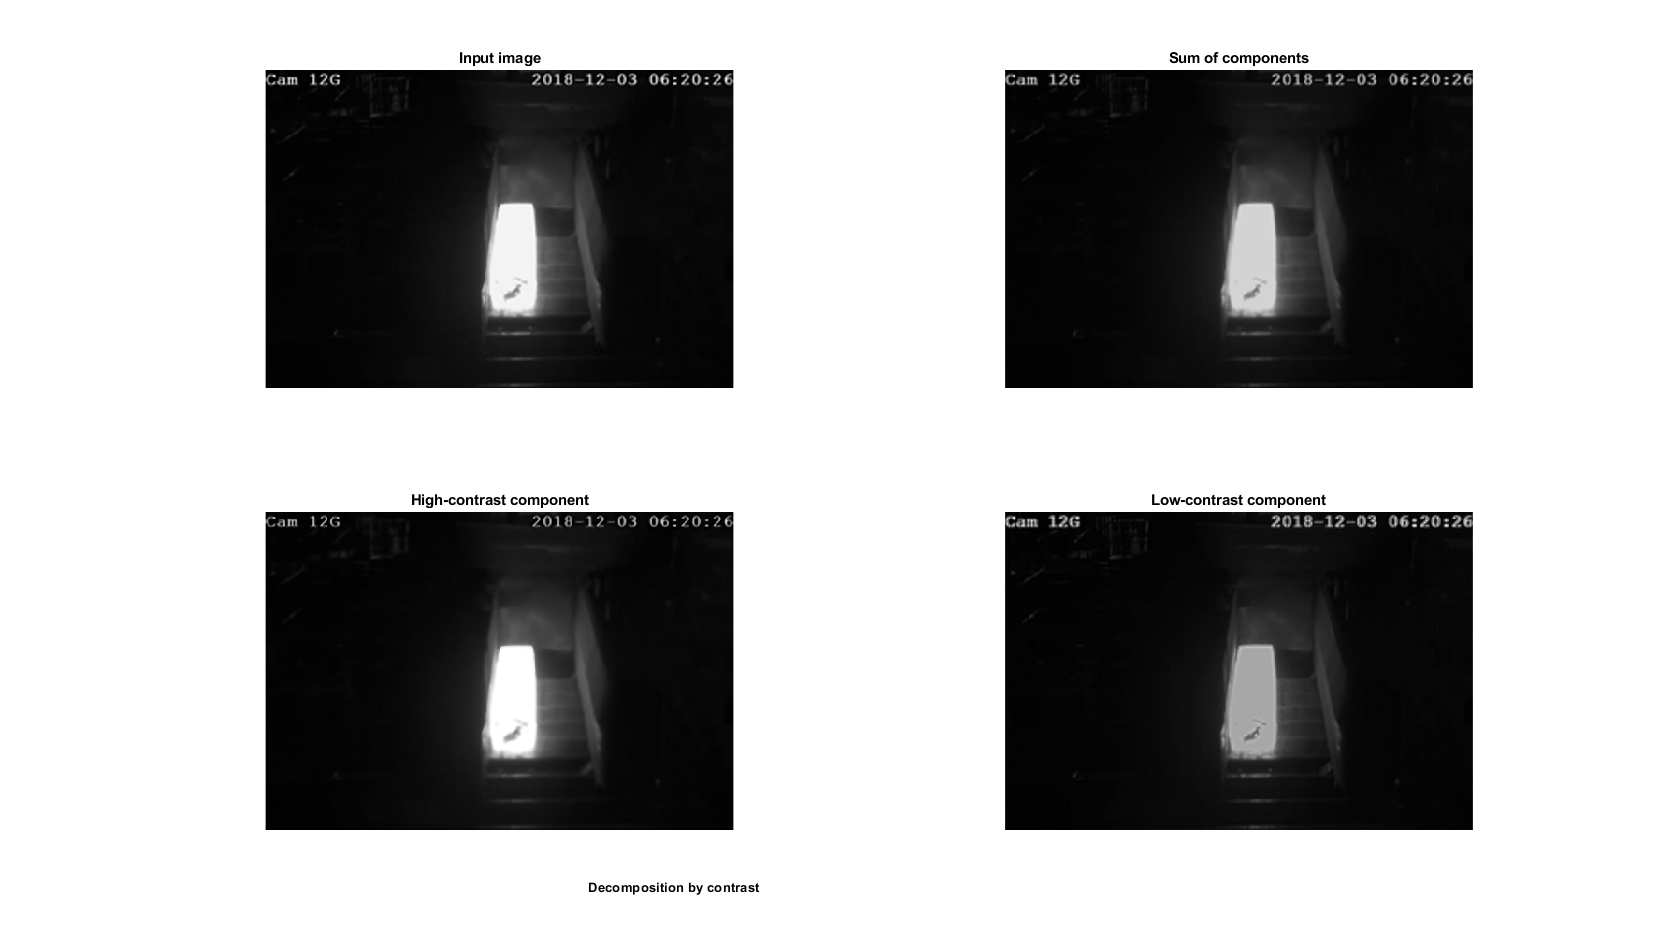 Input image
Cam 12G 2018-12-03 06:20:26
Sum of components
Cam 12G 2018-12-03 06:20:26
High-contrast component
Cam 12G 2018-12-03 06:20:26
Low-contrast component
Cam 12G 2018-12-03 06:20:26
Decomposition by contrast